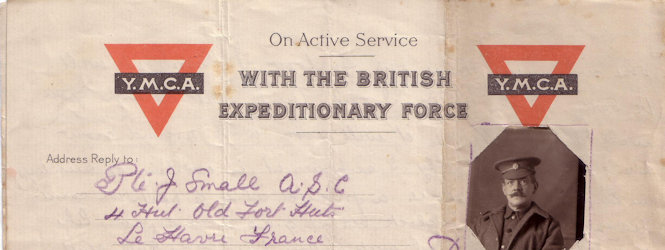 On Active Service
Y.M.C.A.
WITH THE BRITISH
Y.M.C.A.
EXPEDITIONARY FORCE
Address Reply to:
Pte J Small A.S.C
4 Hut Old Fort Huts
Le Havre France